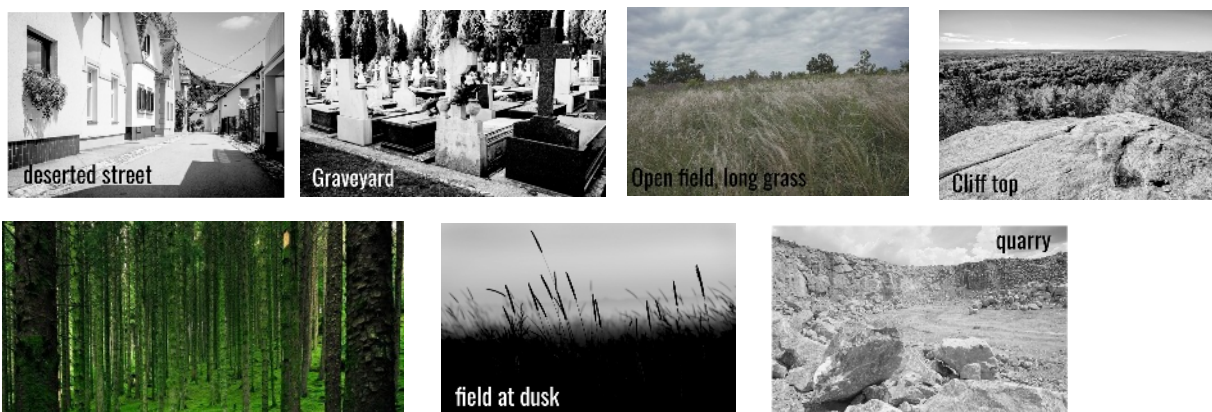 deserted street
Graveyard
Open field, long grass
Cliff top
quarry
field at dusk